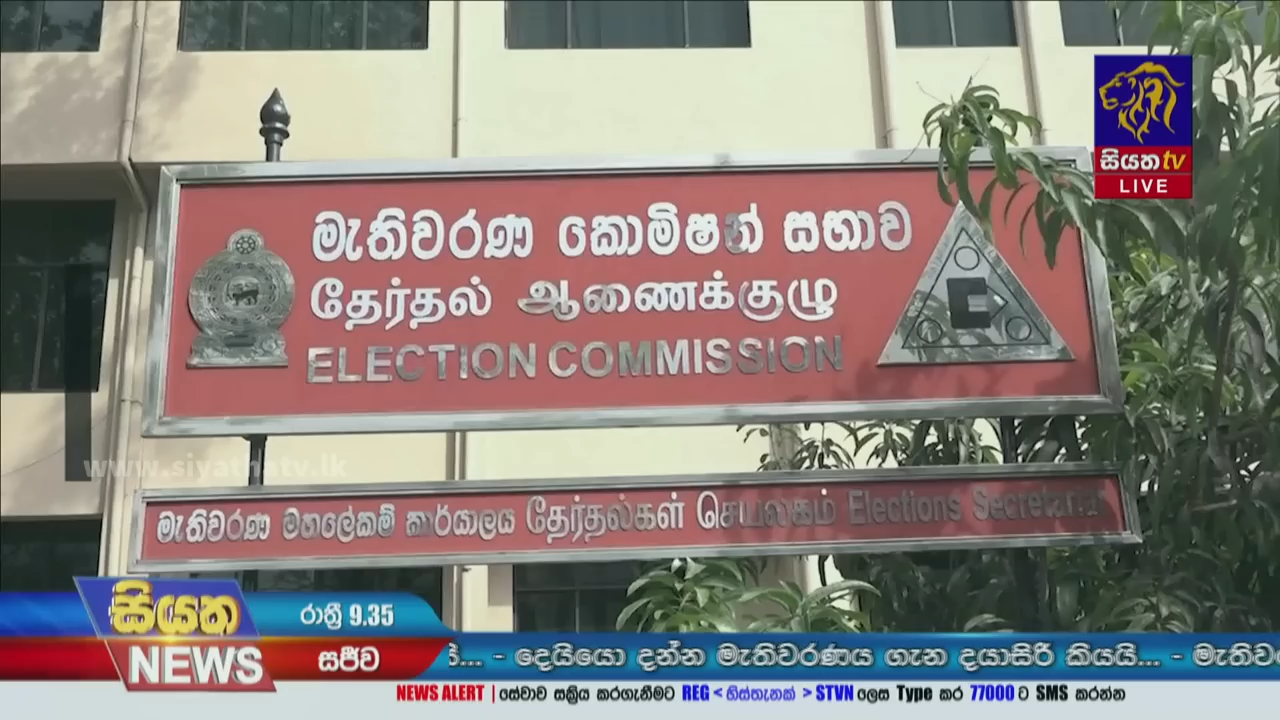 සියත tv
LIVE
මැතිවරණ කොමිෂන් සභාව
தேர்தல் ஆணைக்குழு
ELECTION COMMISSION
E
www.siyathatv.lk
මැතිවරණ මහලේකම් කාර්යාලය தேர்தல்கள் செயலகம் Elections Secretariat
සියත
NEWS
රාත්‍රී 9.35
සජීව
... - දෙයියෝ දන්න මැතිවරණය ගැන දයාසිරි කියයි... -
NEWS ALERT | සේවාව සක්‍රිය කරගැනීමට REG < හිස්තැනක් > STVN ලෙස Type කර 77000 ට SMS කරන්න